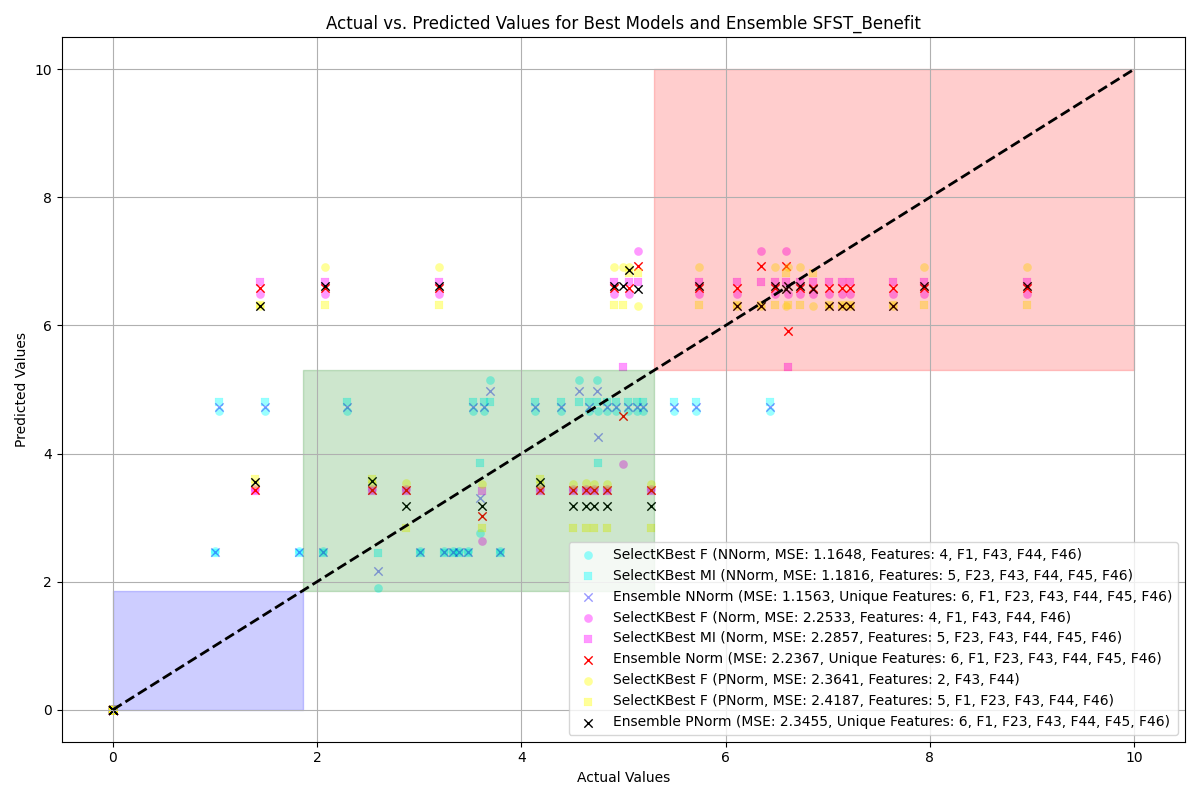 Actual vs. Predicted Values for Best Models and Ensemble SFST_Benefit
Predicted Values
10
8
6
4
2
0
SelectKBest F (NNorm, MSE: 1.1648, Features: 4, F1, F43, F44, F46)
SelectKBest MI (NNorm, MSE: 1.1816, Features: 5, F23, F43, F44, F45, F46)
Ensemble NNorm (MSE: 1.1563, Unique Features: 6, F1, F23, F43, F44, F45, F46)
SelectKBest F (Norm, MSE: 2.2533, Features: 4, F1, F43, F44, F46)
SelectKBest MI (Norm, MSE: 2.2857, Features: 5, F23, F43, F44, F45, F46)
Ensemble Norm (MSE: 2.2367, Unique Features: 6, F1, F23, F43, F44, F45, F46)
SelectKBest F (PNorm, MSE: 2.3641, Features: 2, F43, F44)
SelectKBest F (PNorm, MSE: 2.4187, Features: 5, F1, F23, F43, F44, F46)
Ensemble PNorm (MSE: 2.3455, Unique Features: 6, F1, F23, F43, F44, F45, F46)
0 2 4 6 8 10
Actual Values